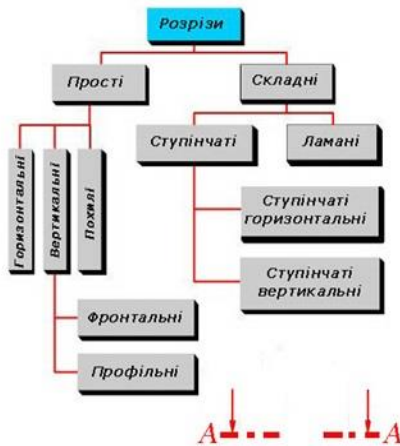 Розрізи
Прості
Складні
Ступінчаті
Ламані
Горизонтальні
Вертикальні
Похилі
Ступінчаті
горизонтальні
Ступінчаті
вертикальні
Фронтальні
Профільні
А А